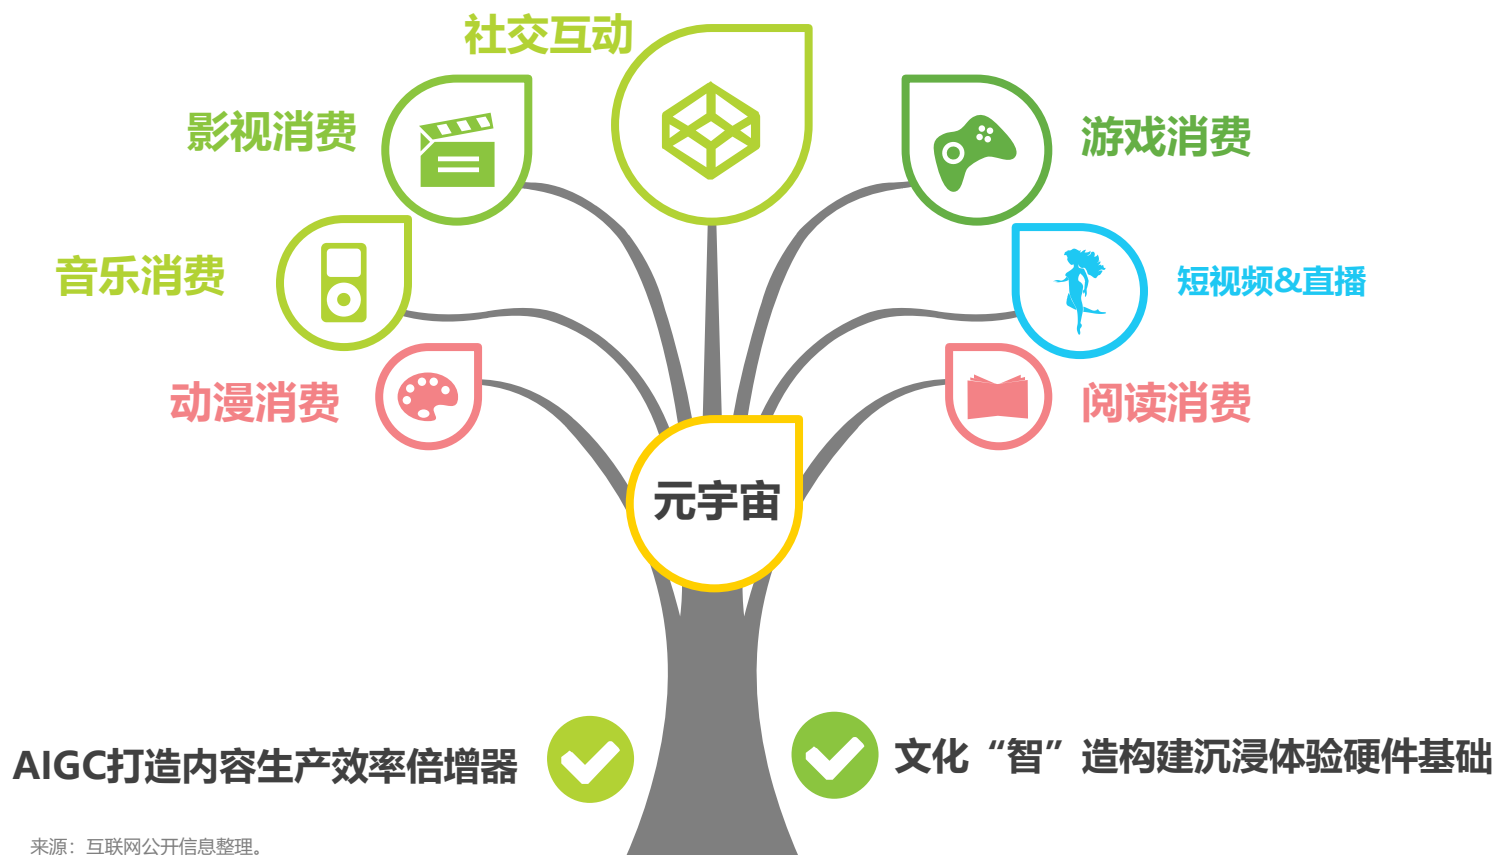 社交互动
影视消费
游戏消费
音乐消费
短视频&直播
动漫消费
阅读消费
元宇宙
AIGC打造内容生产效率倍增器
文化“智”造构建沉浸体验硬件基础
来源：互联网公开信息整理。